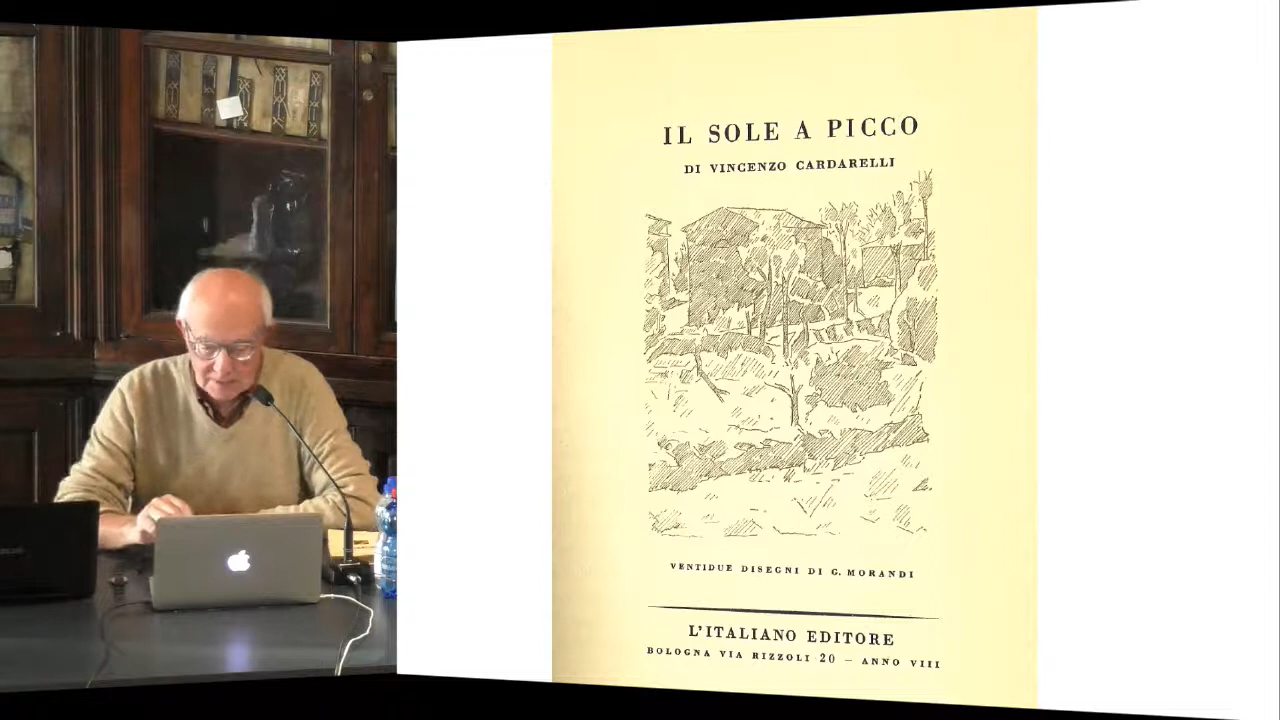 IL SOLE A PICCO
DI VINCENZO CARDARELLI
VENTIDUE DISEGNI DI G. MORANDI
L'ITALIANO EDITORE
BOLOGNA VIA RIZZOLI 20 — ANNO VIII